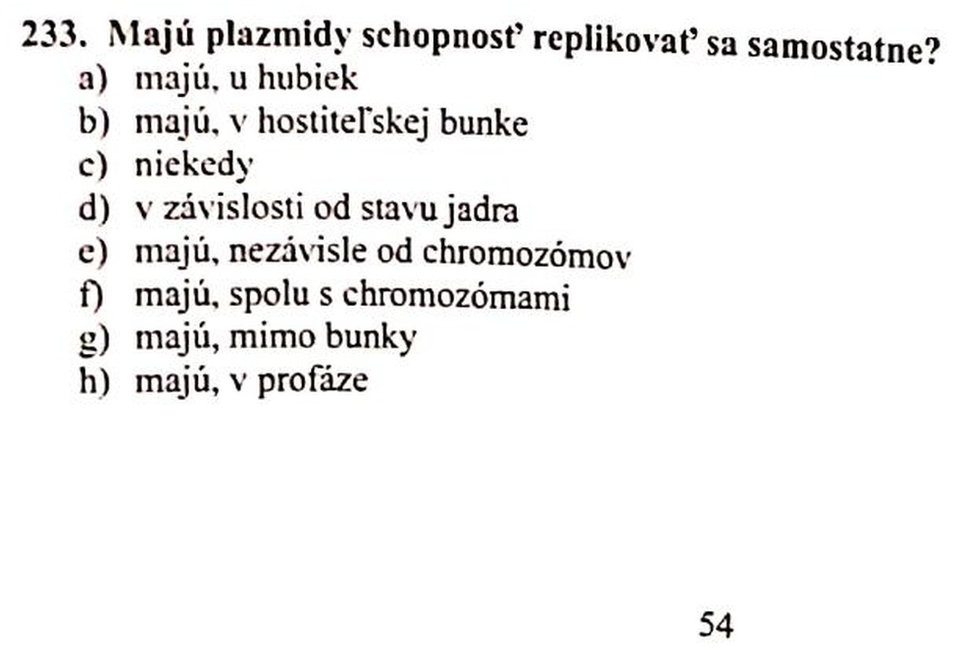 233. Majú plazmidy schopnosť replikovať sa samostatne?
a) majú, u hubiek
b) majú, v hostiteľskej bunke
c) niekedy
d) v závislosti od stavu jadra
e) majú, nezávisle od chromozómov
f) majú, spolu s chromozómami
g) majú, mimo bunky
h) majú, v profáze
54